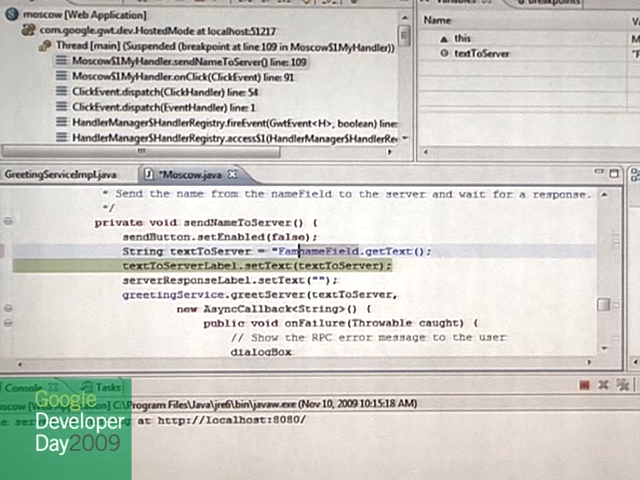 moscow [Web Application]
com.google.gwt.dev.HostedMode at localhost:51217
Thread [main] (Suspended (breakpoint at line 109 in Moscow$1MyHandler))
Moscow$1MyHandler.sendNameToServer() line: 109
Moscow$1MyHandler.onClick(ClickEvent) line: 91
ClickEvent.dispatch(ClickHandler) line: 54
ClickEvent.dispatch(EventHandler) line: 1
HandlerManager$HandlerRegistry.fireEvent(GwtEvent<H>, boolean) line:
HandlerManager$HandlerRegistry.access$1(HandlerManager$HandlerRe
Name
this
textToServer
GreetingServiceImpl.java
*Moscow.java
* Send the name from the nameField to the server and wait for a response.
*/
private void sendNameToServer() {
sendButton.setEnabled(false);
String textToServer = "FamnameField.getText();
textToServerLabel.setText(textToServer);
serverResponseLabel.setText("");
greetingService.greetServer(textToServer,
new AsyncCallback<String>() {
public void onFailure(Throwable caught) {
// Show the RPC error message to the user
dialogBox
Console
Tasks
C:\Program Files\Java\jre6\bin\javaw.exe (Nov 10, 2009 10:15:18 AM)
at http://localhost:8080/
Google
Developer
Day2009